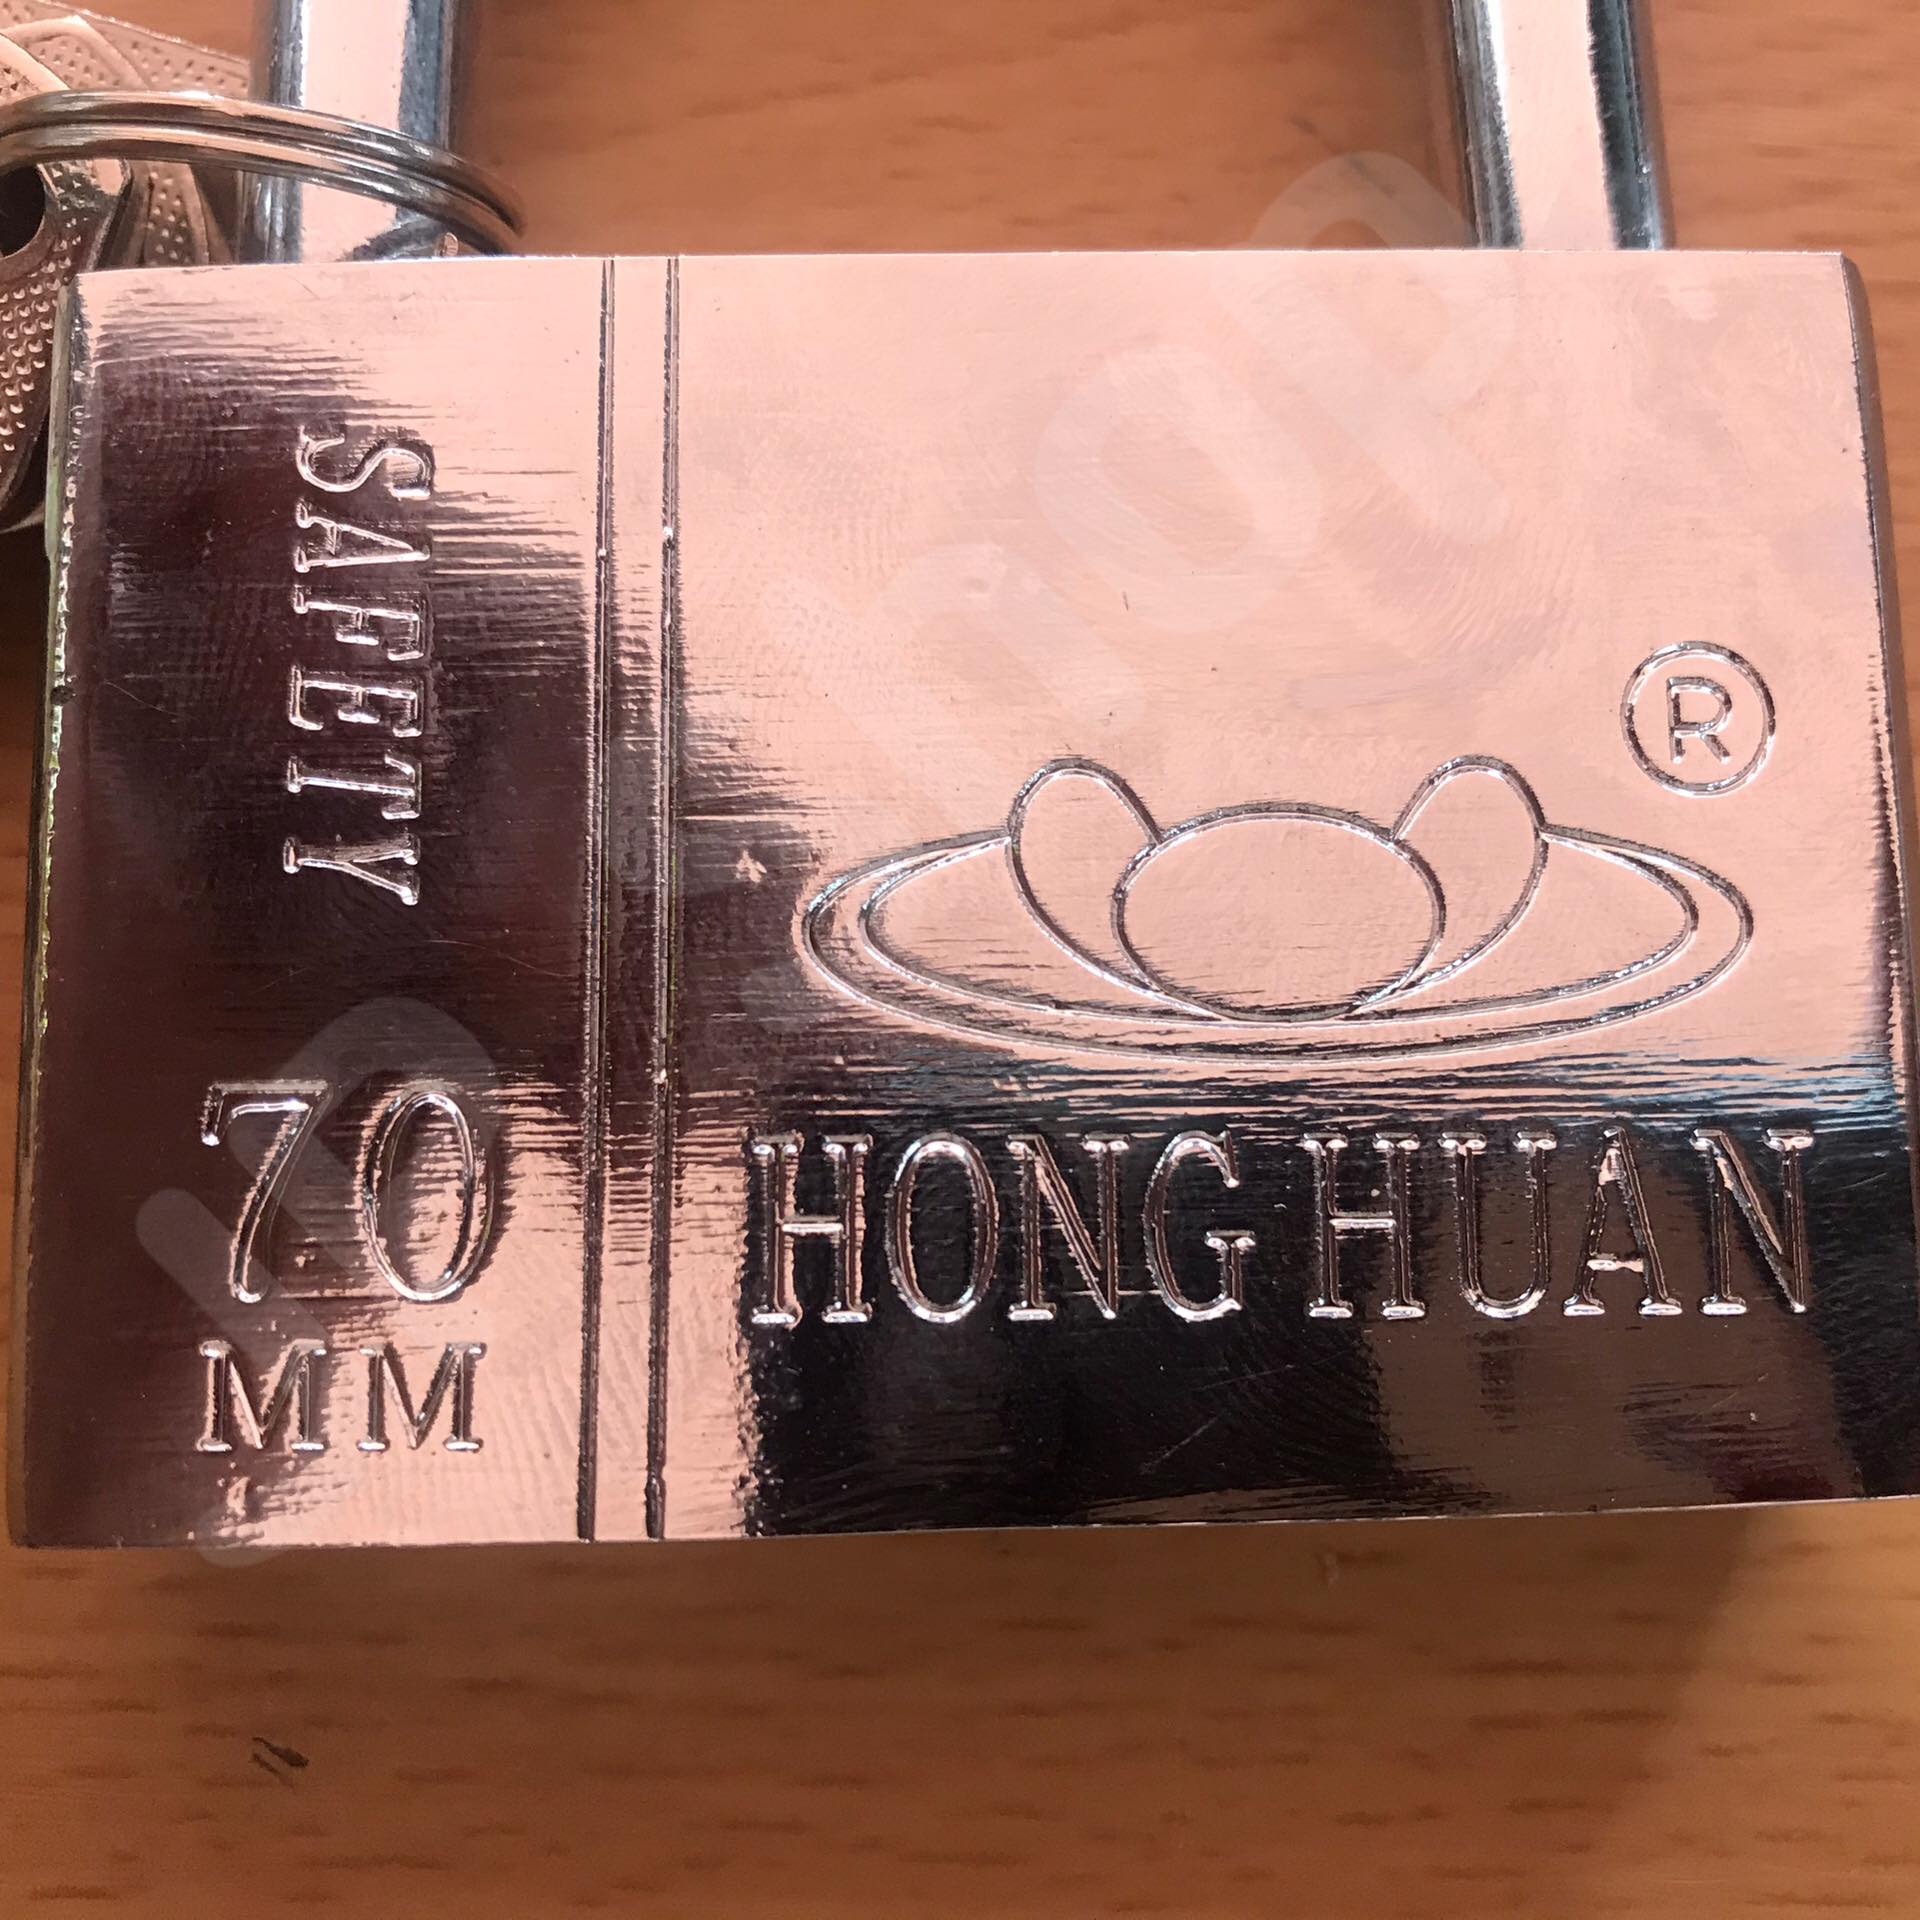 SAFETY
70
MM
®
HONG HUAN